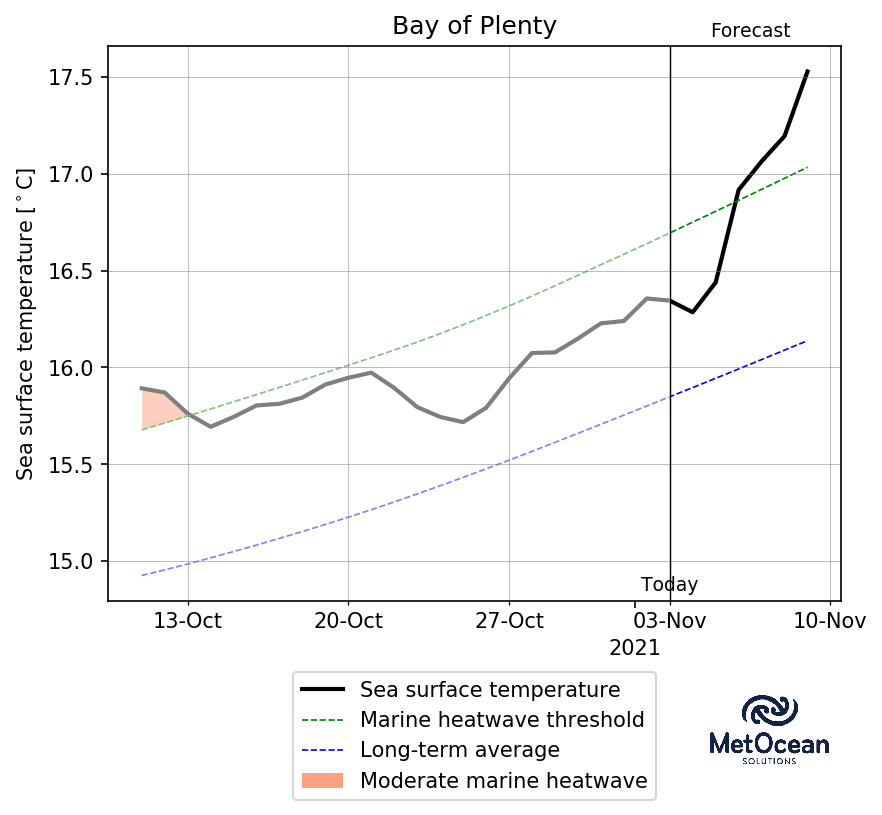 Bay of Plenty
Forecast
Sea surface temperature [°C]
17.5
17.0
16.5
16.0
15.5
15.0
Today
13-Oct
20-Oct
27-Oct
03-Nov
10-Nov
2021
Sea surface temperature
Marine heatwave threshold
Long-term average
Moderate marine heatwave
MetOcean
SOLUTIONS